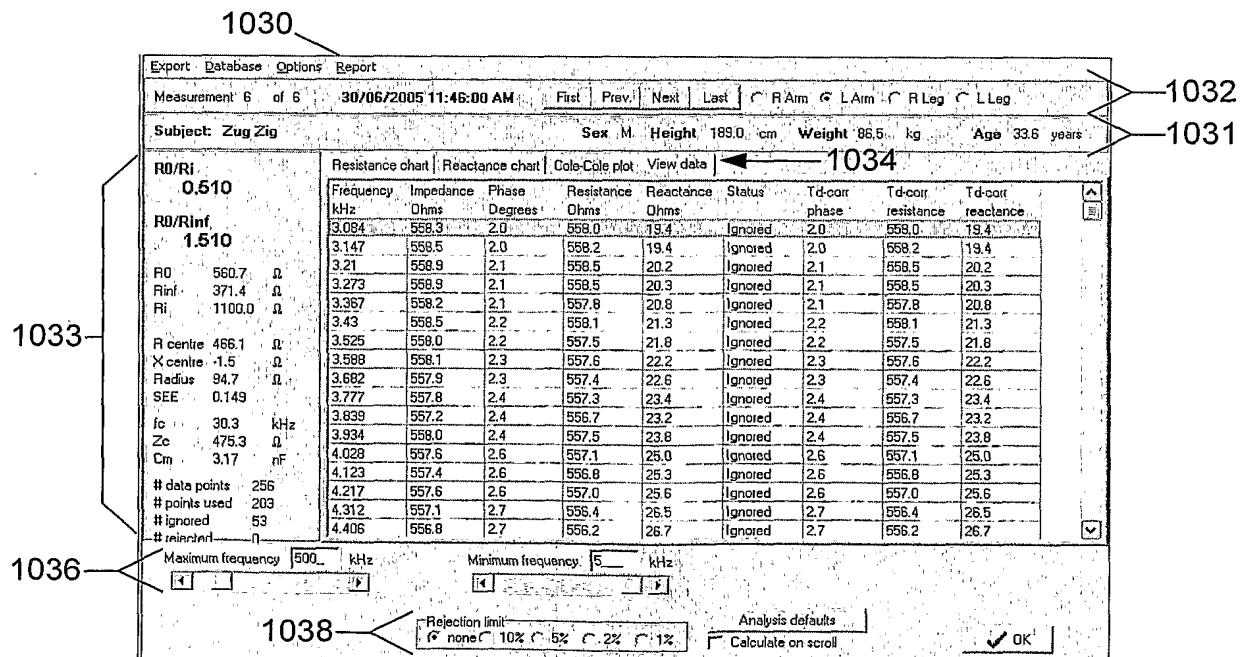 1030
Export Database Options Report
Measurement 6 of 6 30/06/2005 11:46:00 AM First Prev. Next Last R Arm L Arm R Leg L Leg
1032
Subject: Zug Zig Sex M Height 189.0 cm Weight 86.5 kg Age 33.6 years
1031
R0/Ri
0.510
R0/Rinf
1.510
R0 560.7 Ω
Rinf 371.4 Ω
Ri 1100.0 Ω
R centre 466.1 Ω
X centre -1.5 Ω
Radius 94.7 Ω
SEE 0.149
fc 30.3 kHz
Zc 475.3 Ω
Cm 3.17 nF
# data points 256
# points used 203
# ignored 53
# rejected 0
1033
Resistance chart Reactance chart Cole-Cole plot View data
1034
Frequency Impedance Phase Resistance Reactance Status Td-corr Td-corr Td-corr
kHz Ohms Degrees Ohms Ohms phase resistance reactance
3.084 558.3 2.0 558.0 19.4 Ignored 2.0 558.0 19.4
3.147 558.5 2.0 558.2 19.4 Ignored 2.0 558.2 19.4
3.21 558.9 2.1 558.5 20.2 Ignored 2.1 558.5 20.2
3.273 558.9 2.1 558.5 20.3 Ignored 2.1 558.5 20.3
3.367 558.2 2.1 557.8 20.8 Ignored 2.1 557.8 20.8
3.43 558.5 2.2 558.1 21.3 Ignored 2.2 558.1 21.3
3.525 558.0 2.2 557.5 21.8 Ignored 2.2 557.5 21.8
3.588 558.1 2.3 557.6 22.2 Ignored 2.3 557.6 22.2
3.682 557.9 2.3 557.4 22.6 Ignored 2.3 557.4 22.6
3.777 557.8 2.4 557.3 23.4 Ignored 2.4 557.3 23.4
3.839 557.2 2.4 556.7 23.2 Ignored 2.4 556.7 23.2
3.934 558.0 2.4 557.5 23.8 Ignored 2.4 557.5 23.8
4.028 557.6 2.6 557.1 25.0 Ignored 2.6 557.1 25.0
4.123 557.4 2.6 556.8 25.3 Ignored 2.6 556.8 25.3
4.217 557.6 2.6 557.0 25.6 Ignored 2.6 557.0 25.6
4.312 557.1 2.7 556.4 26.5 Ignored 2.7 556.4 26.5
4.406 556.8 2.7 556.2 26.7 Ignored 2.7 556.2 26.7
1036
Maximum frequency 500_ kHz Minimum frequency 5___ kHz
1038
Rejection limit
none 10% 5% 2% 1%
Analysis defaults
Calculate on scroll
OK